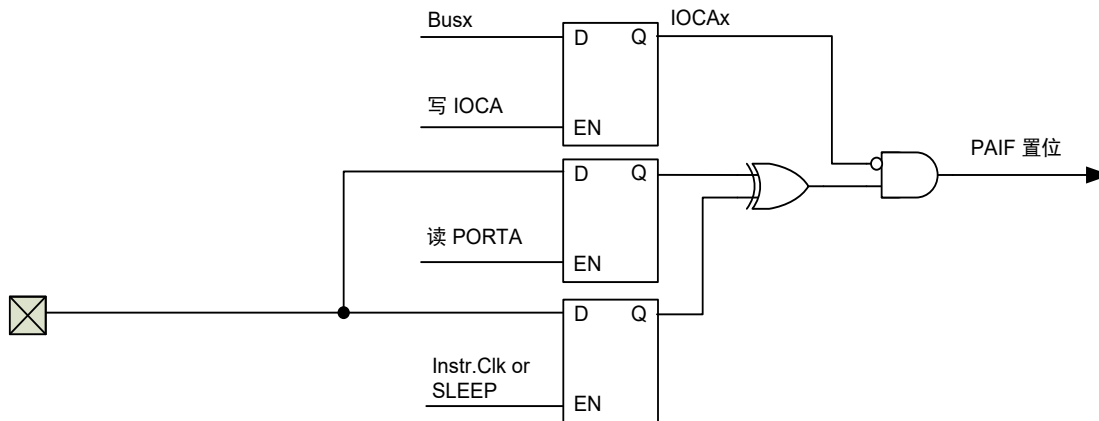 Busx
IOCAx
D
Q
写 IOCA
EN
PAIF 置位
D
Q
读 PORTA
EN
D
Q
Instr.Clk or
SLEEP
EN